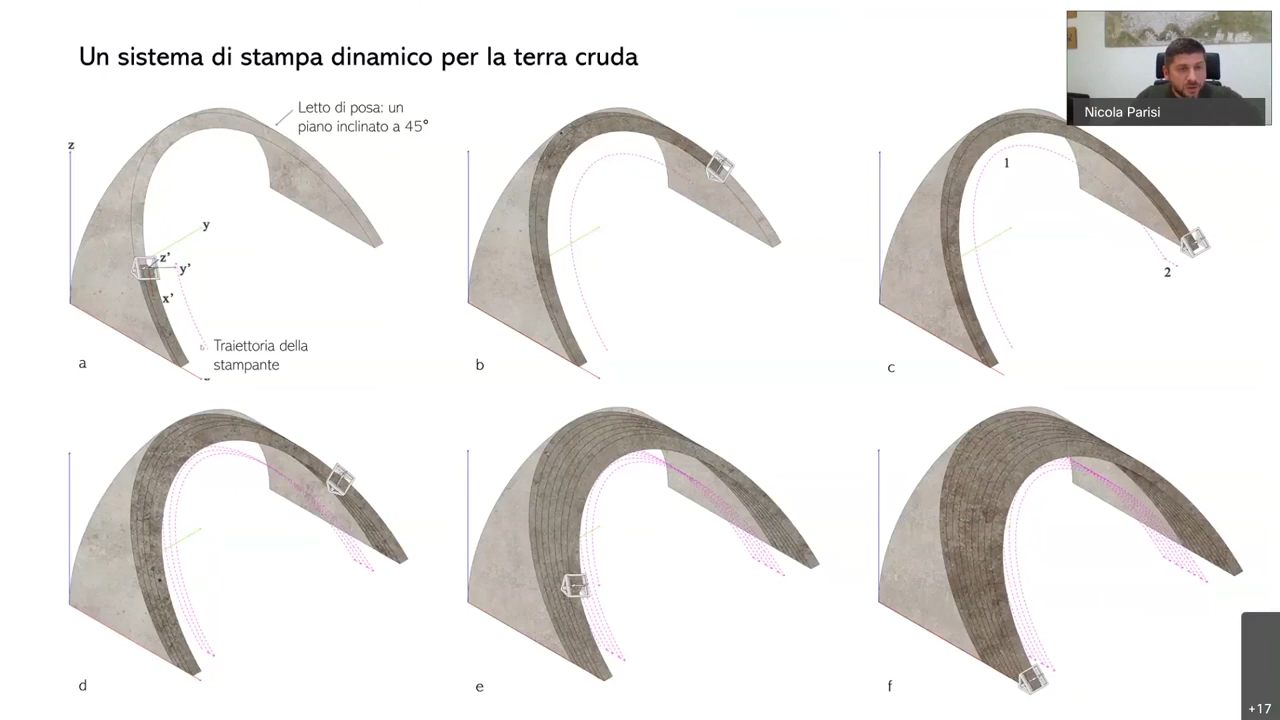 Un sistema di stampa dinamico per la terra cruda
Nicola Parisi
Letto di posa: un
piano inclinato a 45°
z
y
z'
y'
x'
Traiettoria della
stampante
a
b
1
2
c
d
e
f
+17